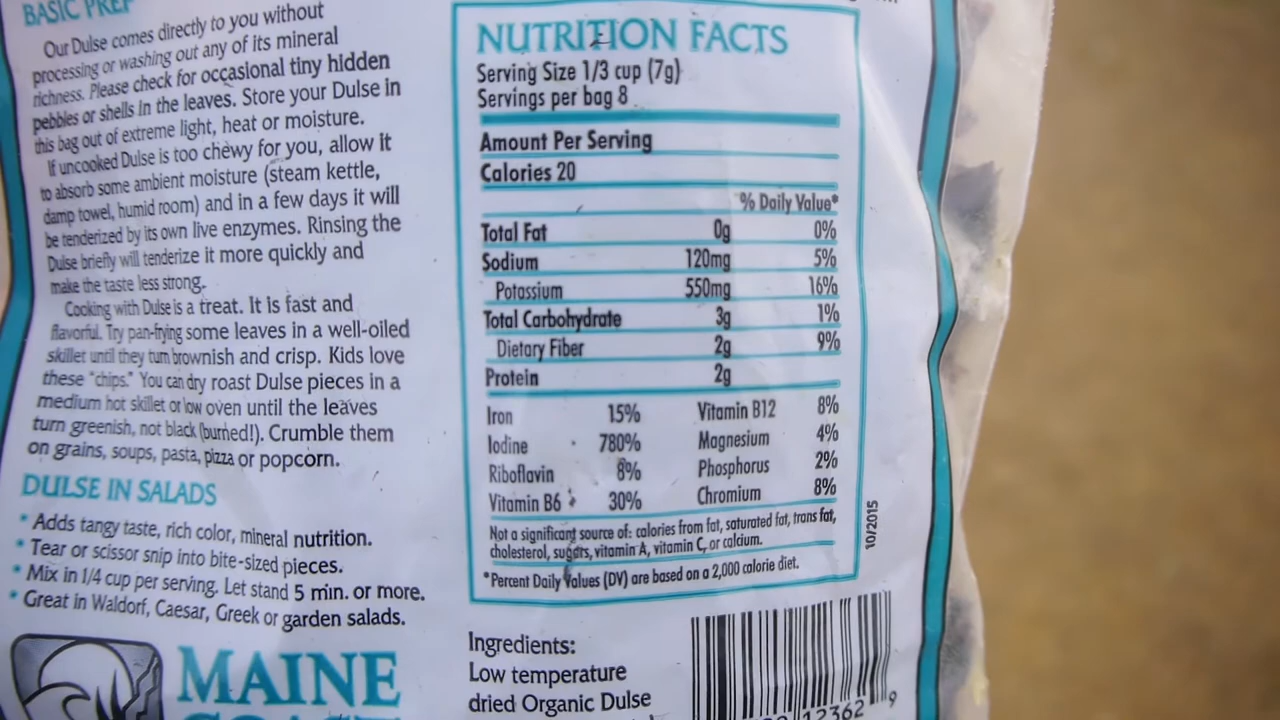 BASIC PREP
Our Dulse comes directly to you without
processing or washing out any of its mineral
richness. Please check for occasional tiny hidden
pebbles or shells in the leaves. Store your Dulse in
this bag out of extreme light, heat or moisture.
If uncooked Dulse is too chewy for you, allow it
to absorb some ambient moisture (steam kettle,
damp towel, humid room) and in a few days it will
be tenderized by its own live enzymes. Rinsing the
Dulse briefly will tenderize it more quickly and
make the taste less strong.
Cooking with Dulse is a treat. It is fast and
flavorful. Try pan-frying some leaves in a well-oiled
skillet until they turn brownish and crisp. Kids love
these "chips." You can dry roast Dulse pieces in a
medium hot skillet or low oven until the leaves
turn greenish, not black (burned!). Crumble them
on grains, soups, pasta, pizza or popcorn.
DULSE IN SALADS
• Adds tangy taste, rich color, mineral nutrition.
• Tear or scissor snip into bite-sized pieces.
• Mix in 1/4 cup per serving. Let stand 5 min. or more.
• Great in Waldorf, Caesar, Greek or garden salads.
MAINE
COAST
NUTRITION FACTS
Serving Size 1/3 cup (7g)
Servings per bag 8
Amount Per Serving
Calories 20
% Daily Value*
Total Fat 0g 0%
Sodium 120mg 5%
Potassium 550mg 16%
Total Carbohydrate 3g 1%
Dietary Fiber 2g 9%
Protein 2g
Iron 15% Vitamin B12 8%
Iodine 780% Magnesium 4%
Riboflavin 8% Phosphorus 2%
Vitamin B6 30% Chromium 8%
Not a significant source of: calories from fat, saturated fat, trans fat,
cholesterol, sugars, vitamin A, vitamin C, or calcium.
*Percent Daily Values (DV) are based on a 2,000 calorie diet.
10/2015
Ingredients:
Low temperature
dried Organic Dulse
12362 9